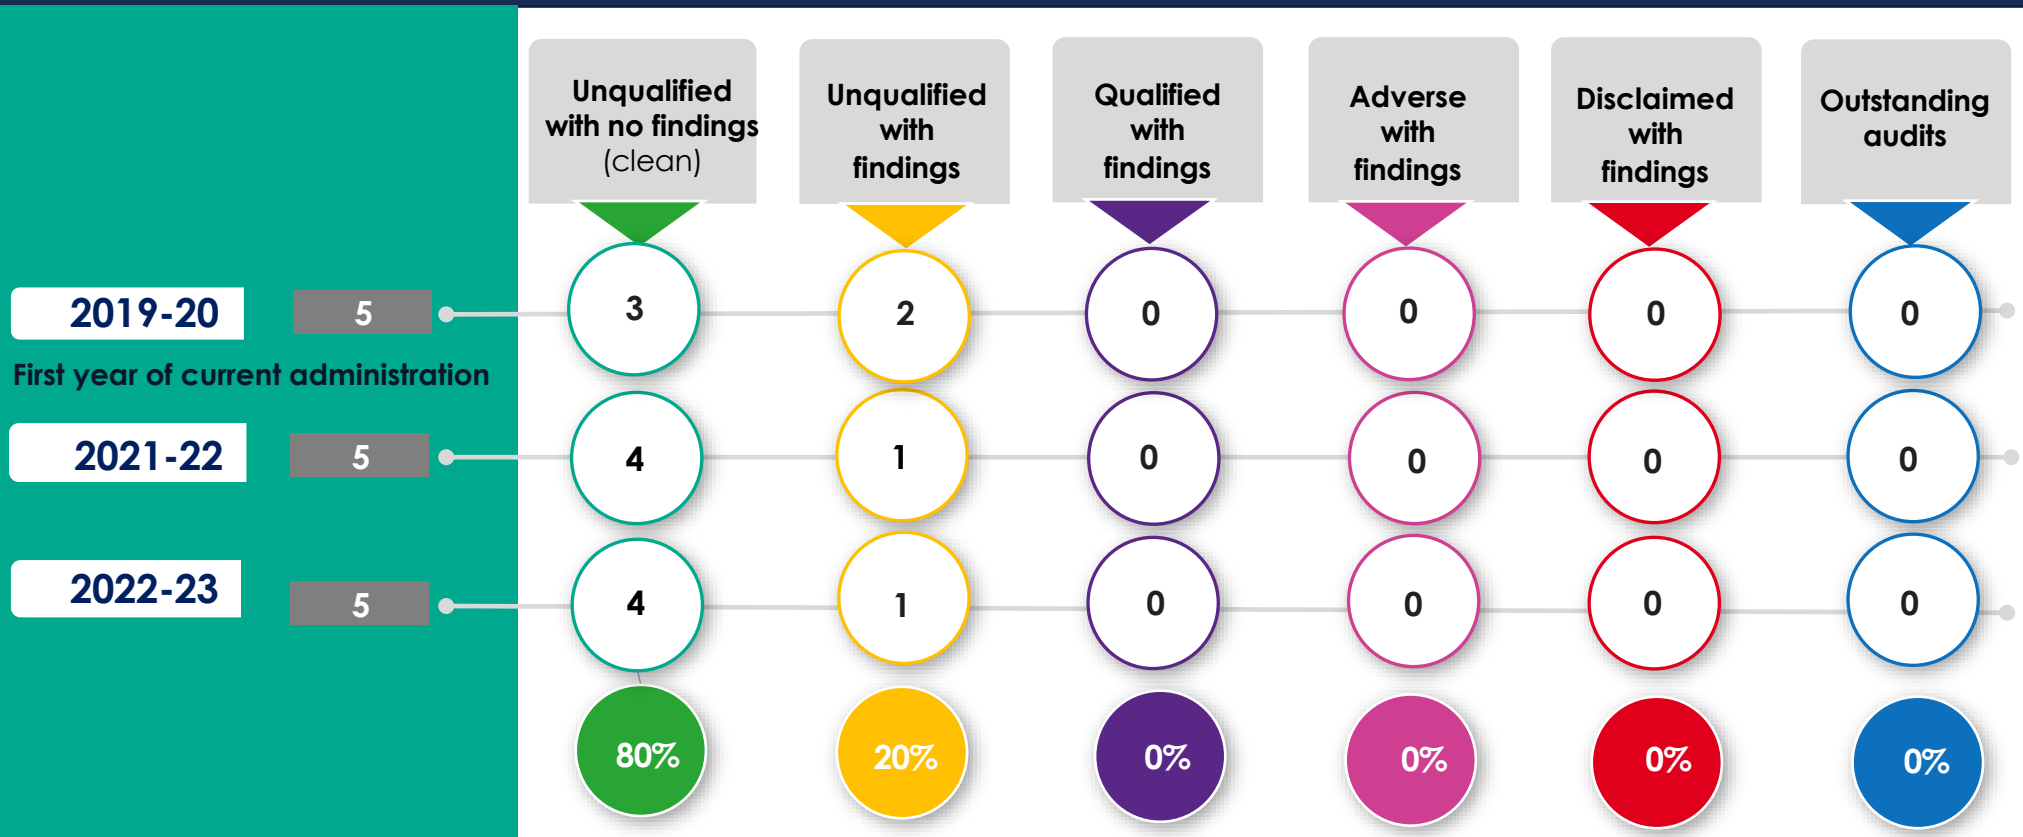 Unqualified
with no findings
(clean)
Unqualified
with
findings
Qualified
with
findings
Adverse
with
findings
Disclaimed
with
findings
Outstanding
audits
2019-20 5 3 2 0 0 0 0
First year of current administration
2021-22 5 4 1 0 0 0 0
2022-23 5 4 1 0 0 0 0
80% 20% 0% 0% 0% 0%